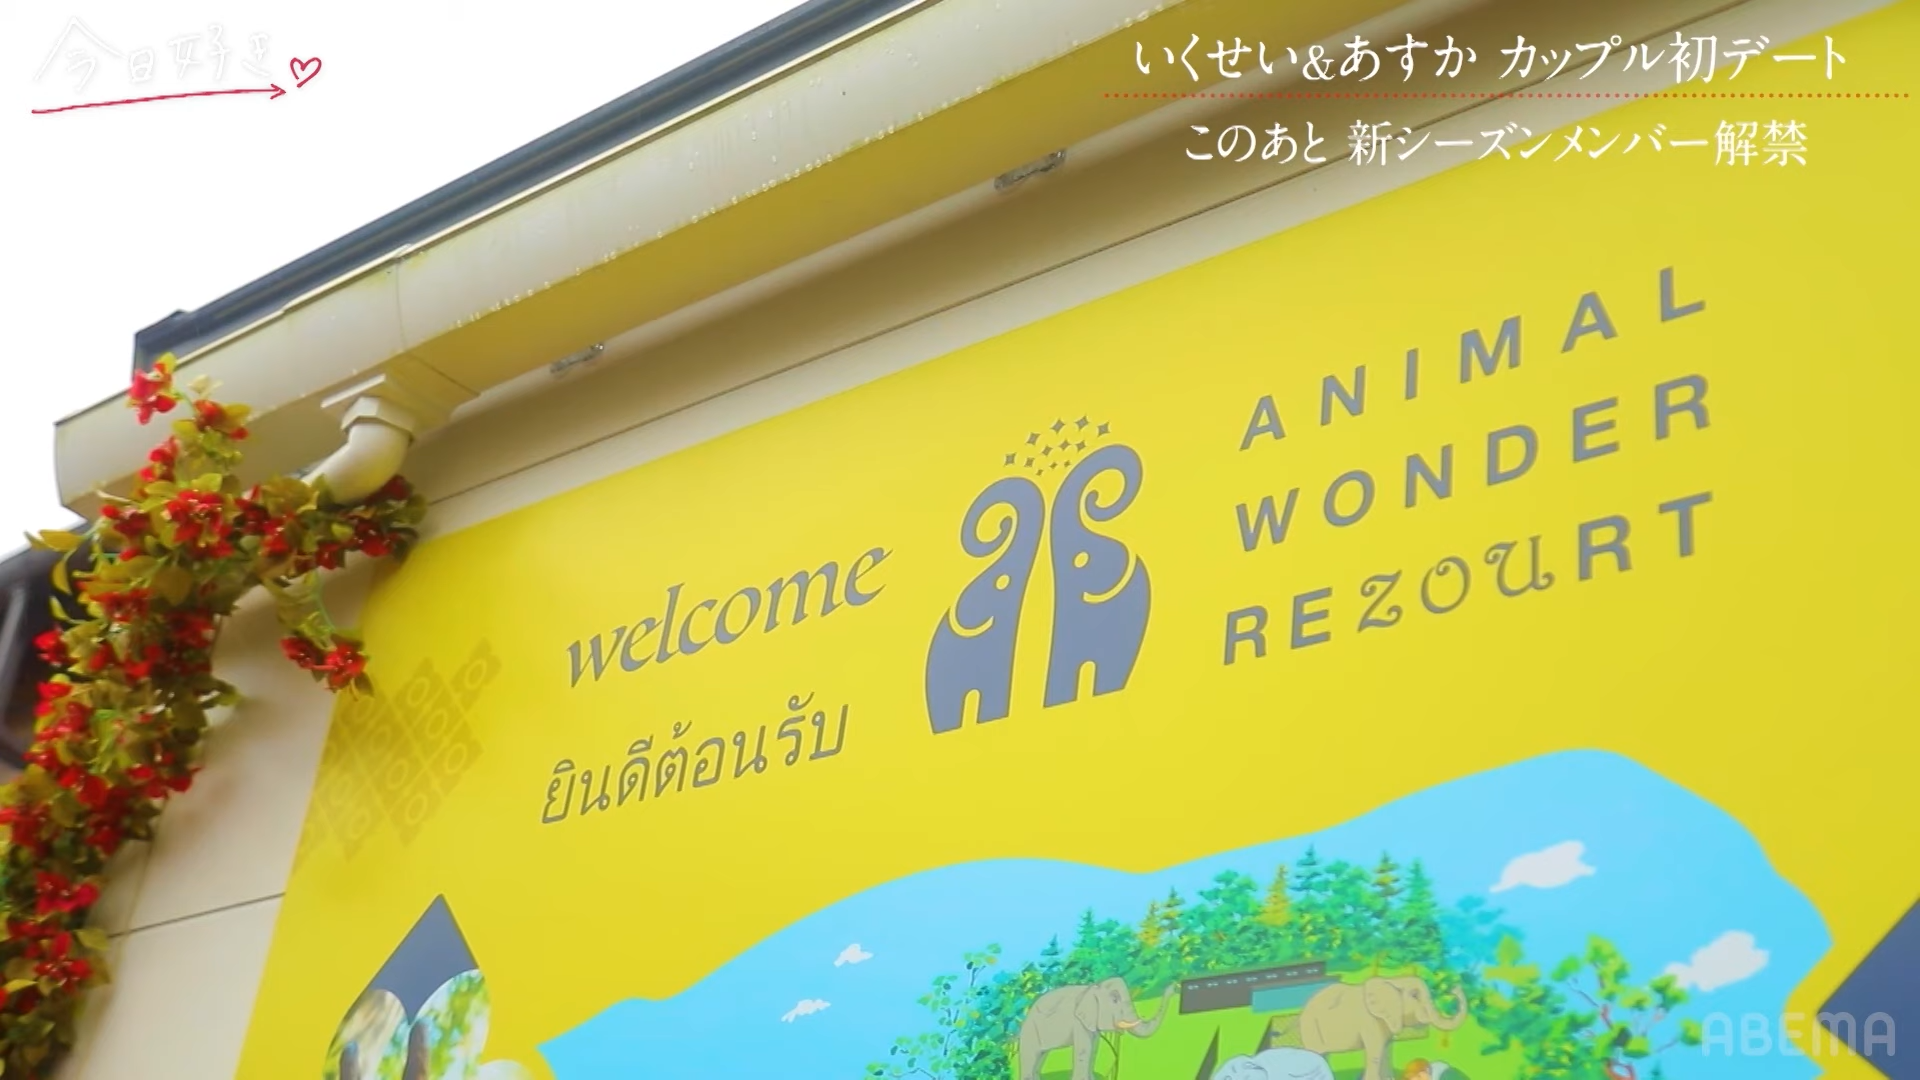 今日好き
いくせい&あすか カップル初デート
このあと 新シーズンメンバー解禁
ANIMAL
WONDER
REZOURT
welcome
ยินดีต้อนรับ
ABEMA